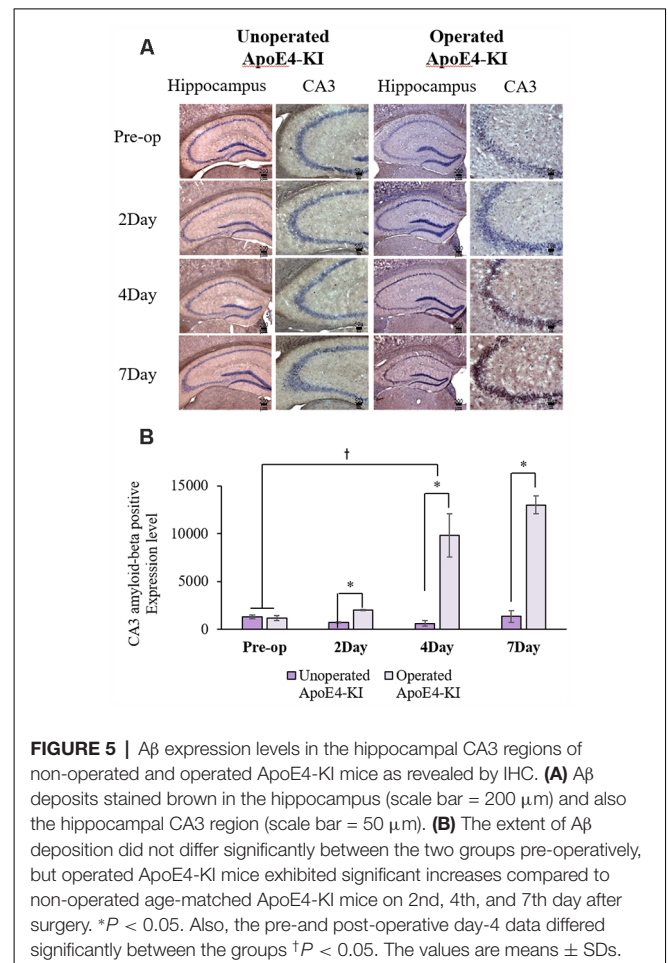 A
Unoperated
ApoE4-KI
Operated
ApoE4-KI
Hippocampus CA3 Hippocampus CA3
Pre-op
2Day
4Day
7Day
B
†
* * *
CA3 amyloid-beta positive
Expression level
15000
10000
5000
0
Pre-op 2Day 4Day 7Day
Unoperated
ApoE4-KI
Operated
ApoE4-KI
FIGURE 5 | Aβ expression levels in the hippocampal CA3 regions of
non-operated and operated ApoE4-KI mice as revealed by IHC. (A) Aβ
deposits stained brown in the hippocampus (scale bar = 200 μm) and also
the hippocampal CA3 region (scale bar = 50 μm). (B) The extent of Aβ
deposition did not differ significantly between the two groups pre-operatively,
but operated ApoE4-KI mice exhibited significant increases compared to
non-operated age-matched ApoE4-KI mice on 2nd, 4th, and 7th day after
surgery. *P < 0.05. Also, the pre-and post-operative day-4 data differed
significantly between the groups †P < 0.05. The values are means ± SDs.